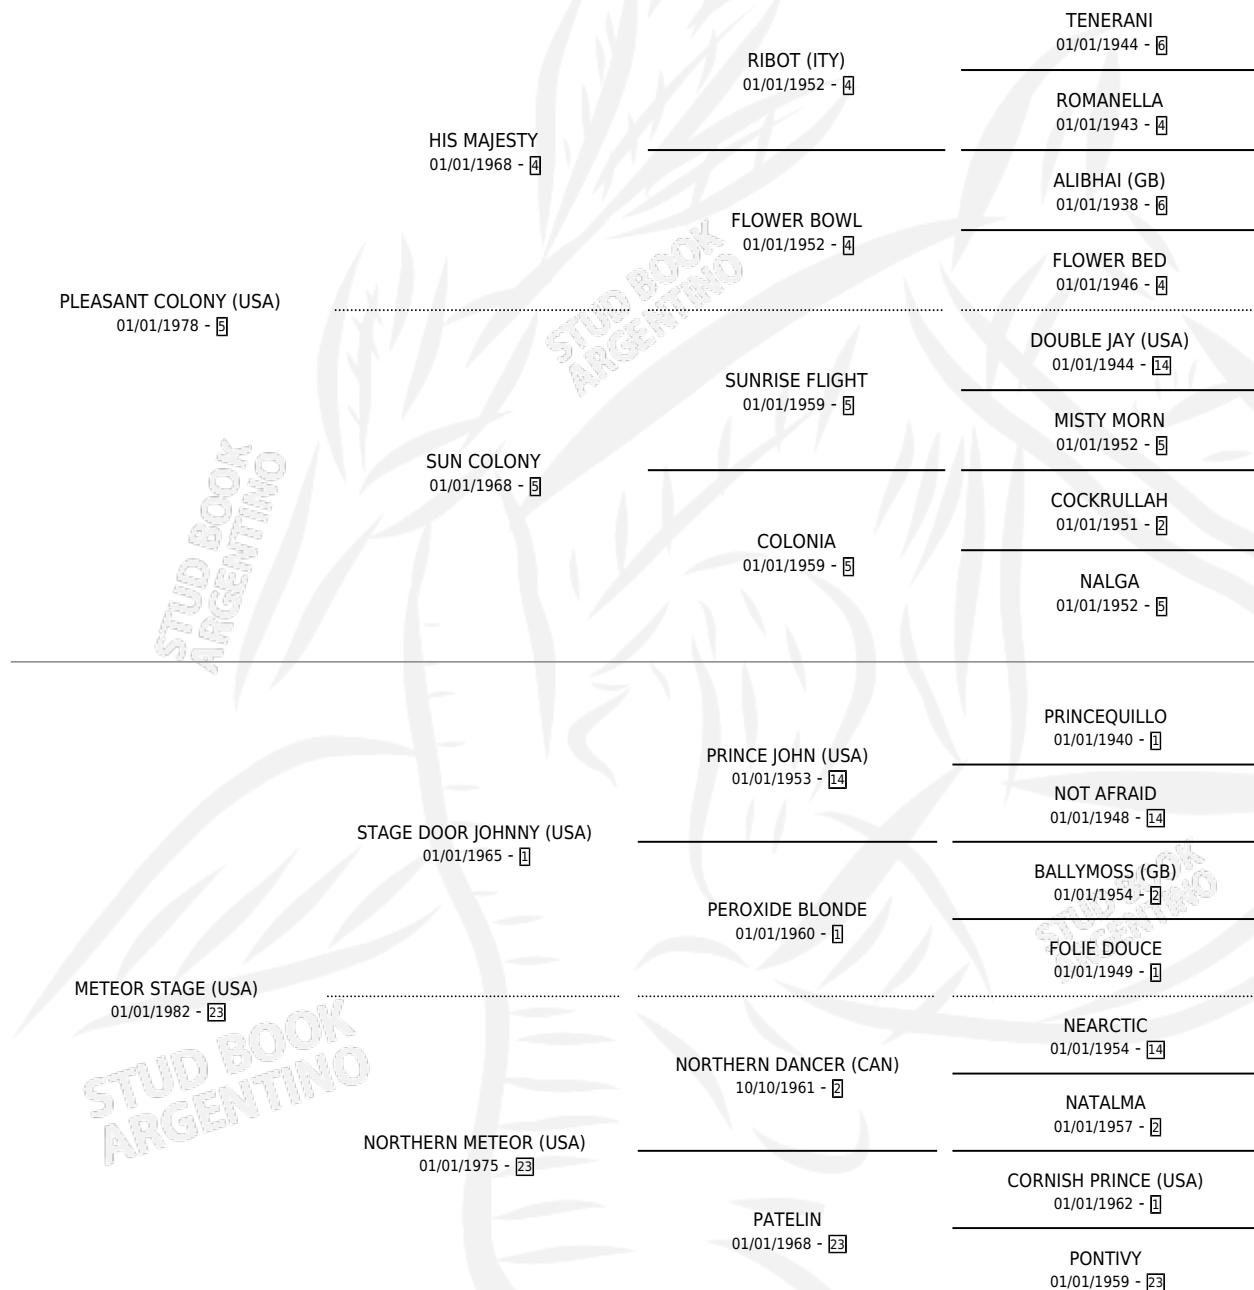 TENERANI
01/01/1944 - 6
RIBOT (ITY)
01/01/1952 - 4
ROMANELLA
01/01/1943 - 4
HIS MAJESTY
01/01/1968 - 4
ALIBHAI (GB)
01/01/1938 - 6
FLOWER BOWL
01/01/1952 - 4
FLOWER BED
01/01/1946 - 4
PLEASANT COLONY (USA)
01/01/1978 - 5
DOUBLE JAY (USA)
01/01/1944 - 14
SUNRISE FLIGHT
01/01/1959 - 5
MISTY MORN
01/01/1952 - 5
SUN COLONY
01/01/1968 - 5
COCKRULLAH
01/01/1951 - 2
COLONIA
01/01/1959 - 5
NALGA
01/01/1952 - 5
PRINCEQUILLO
01/01/1940 - 1
PRINCE JOHN (USA)
01/01/1953 - 14
NOT AFRAID
01/01/1948 - 14
STAGE DOOR JOHNNY (USA)
01/01/1965 - 1
BALLYMOSS (GB)
01/01/1954 - 2
PEROXIDE BLONDE
01/01/1960 - 1
FOLIE DOUCE
01/01/1949 - 1
METEOR STAGE (USA)
01/01/1982 - 23
NEARCTIC
01/01/1954 - 14
NORTHERN DANCER (CAN)
10/10/1961 - 2
NATALMA
01/01/1957 - 2
NORTHERN METEOR (USA)
01/01/1975 - 23
CORNISH PRINCE (USA)
01/01/1962 - 1
PATELIN
01/01/1968 - 23
PONTIVY
01/01/1959 - 23
STUD BOOK
ARGENTINO
STUD BOOK
ARGENTINO
STUD BOOK
ARGENTINO
STUD BOOK
ARGENTINO